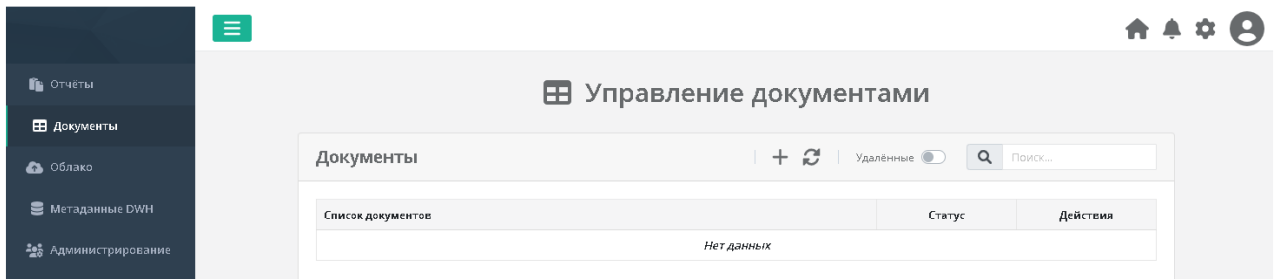 Отчёты
Документы
Облако
Метаданные DWH
Администрирование
Управление документами
Документы
Удалённые
Поиск...
Список документов Статус Действия
Нет данных